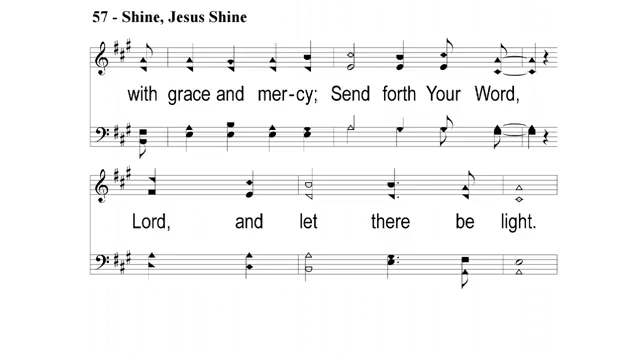 57 - Shine, Jesus Shine
with grace and mer-cy; Send forth Your Word,
Lord, and let there be light.